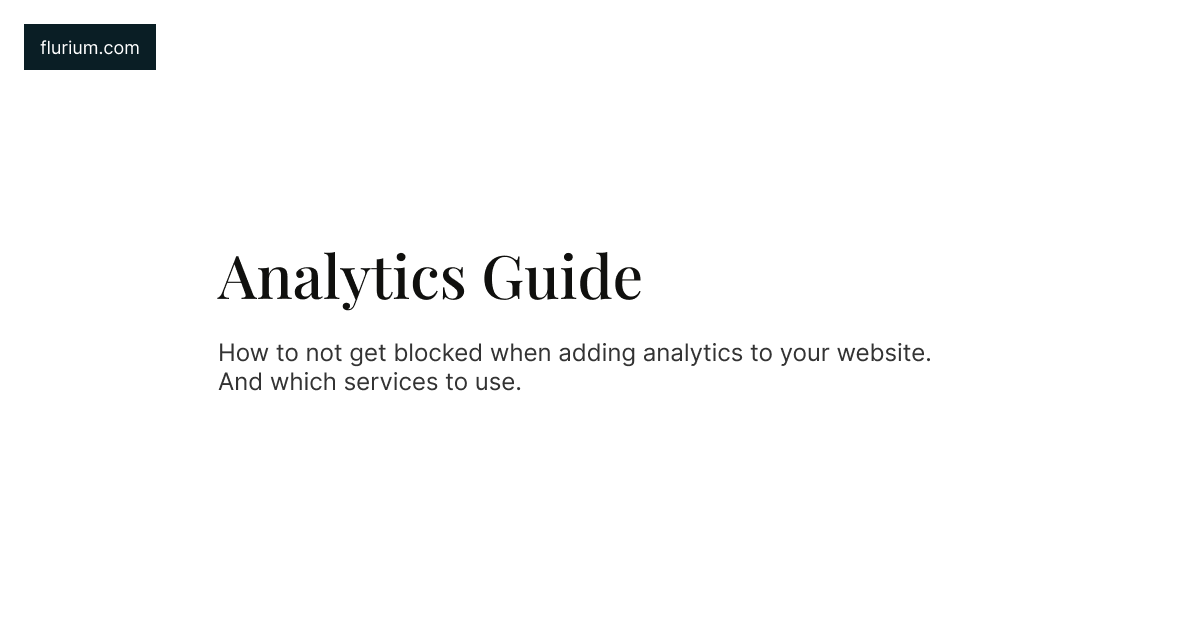 flurium.com
Analytics Guide
How to not get blocked when adding analytics to your website.
And which services to use.